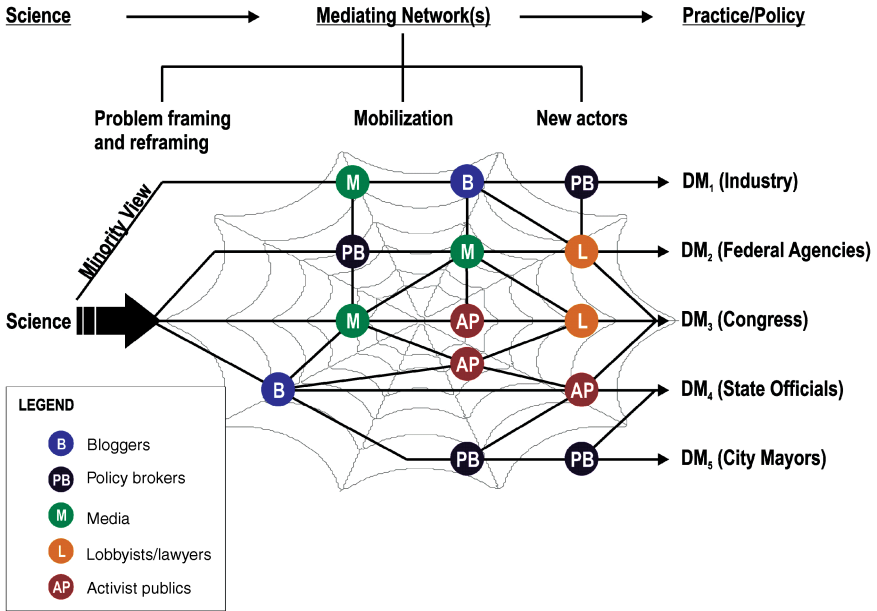 Science Mediating Network(s) Practice/Policy
Problem framing
and reframing
Mobilization
New actors
Minority View
M B PB DM1 (Industry)
PB M L DM2 (Federal Agencies)
Science M AP L DM3 (Congress)
AP
B AP DM4 (State Officials)
PB PB DM5 (City Mayors)
LEGEND
B Bloggers
PB Policy brokers
M Media
L Lobbyists/lawyers
AP Activist publics